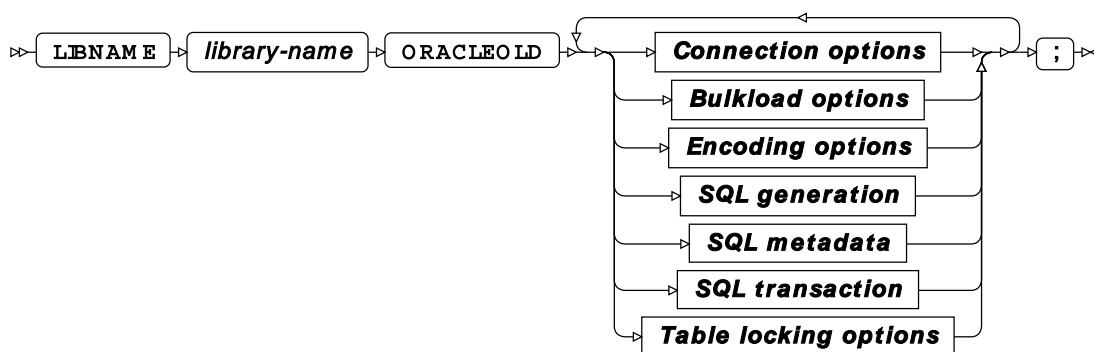 LIBNAME library-name ORACLEOLD Connection options ;
Bulkload options
Encoding options
SQL generation
SQL metadata
SQL transaction
Table locking options